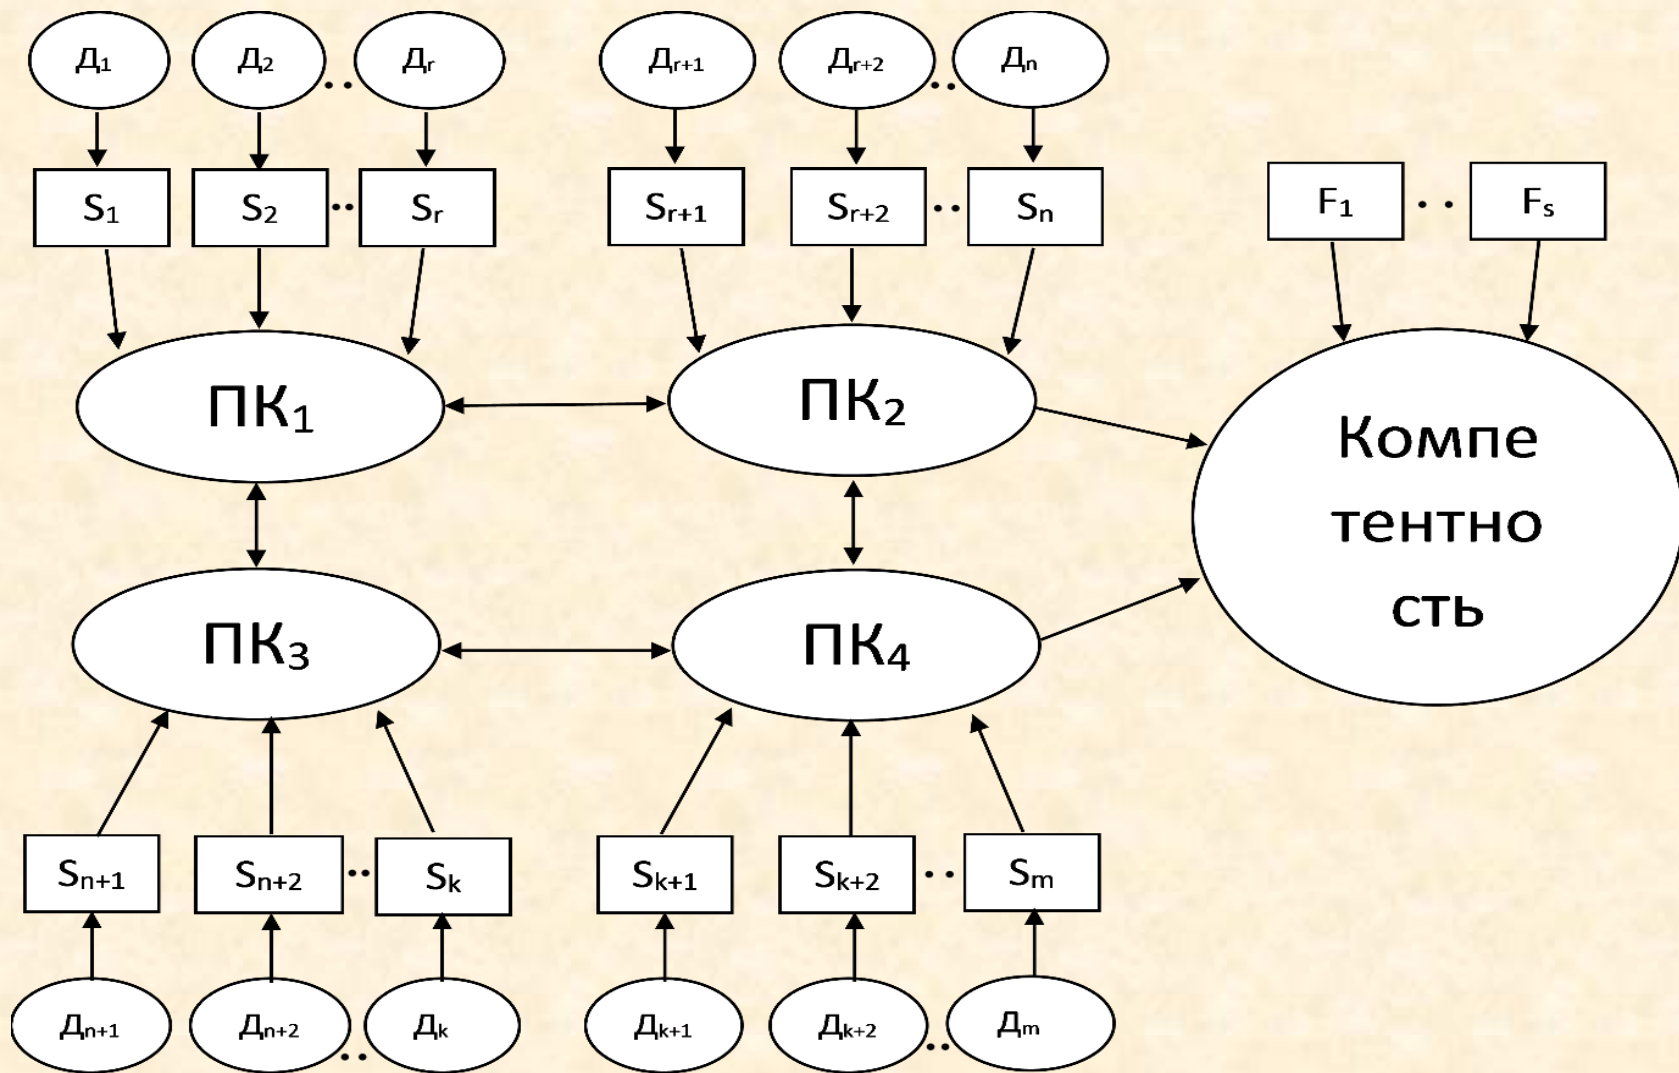 Д₁ Д₂ .. Дᵣ Дᵣ₊₁ Дᵣ₊₂ .. Дₙ
S₁ S₂ .. Sᵣ Sᵣ₊₁ Sᵣ₊₂ .. Sₙ F₁ . . Fₛ
ПК₁ ПК₂
Компе
тентно
сть
ПК₃ ПК₄
Sₙ₊₁ Sₙ₊₂ .. Sₖ Sₖ₊₁ Sₖ₊₂ .. Sₘ
Дₙ₊₁ Дₙ₊₂ .. Дₖ Дₖ₊₁ Дₖ₊₂ .. Дₘ